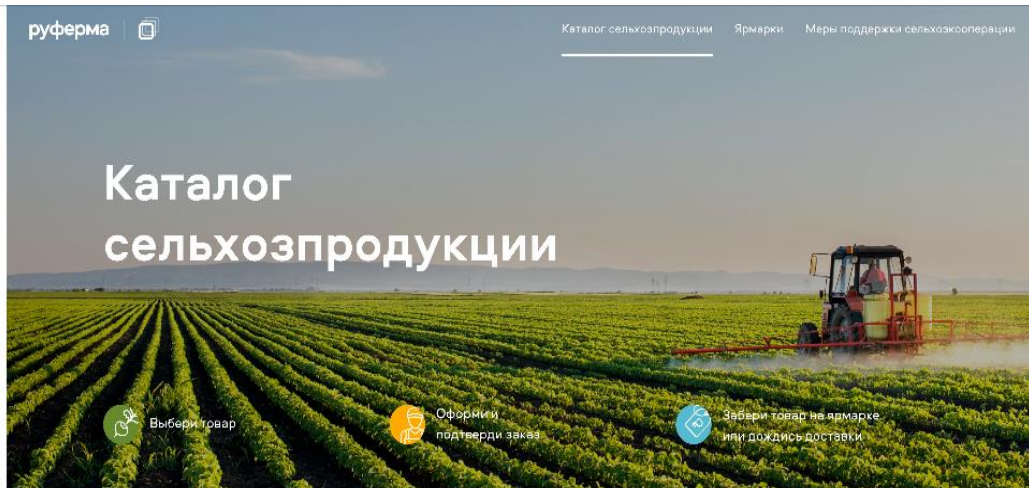 руферма
Каталог сельхозпродукции
Ярмарки
Меры поддержки сельхозкооперации
Каталог
сельхозпродукции
Выбери товар
Оформи и
подтверди заказ
Забери товар на ярмарке
или дождись доставки